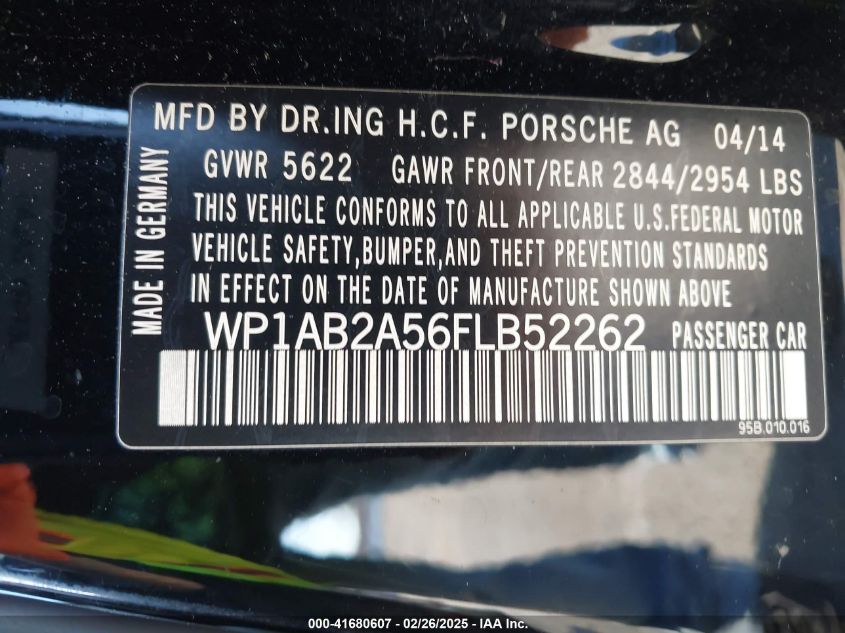 MFD BY DR.ING H.C.F. PORSCHE AG 04/14
GVWR 5622 GAWR FRONT/REAR 2844/2954 LBS
THIS VEHICLE CONFORMS TO ALL APPLICABLE U.S.FEDERAL MOTOR
VEHICLE SAFETY,BUMPER,AND THEFT PREVENTION STANDARDS
IN EFFECT ON THE DATE OF MANUFACTURE SHOWN ABOVE
MADE IN GERMANY
WP1AB2A56FLB52262 PASSENGER CAR
95B.010.016
000-41680607 - 02/26/2025 - IAA Inc.